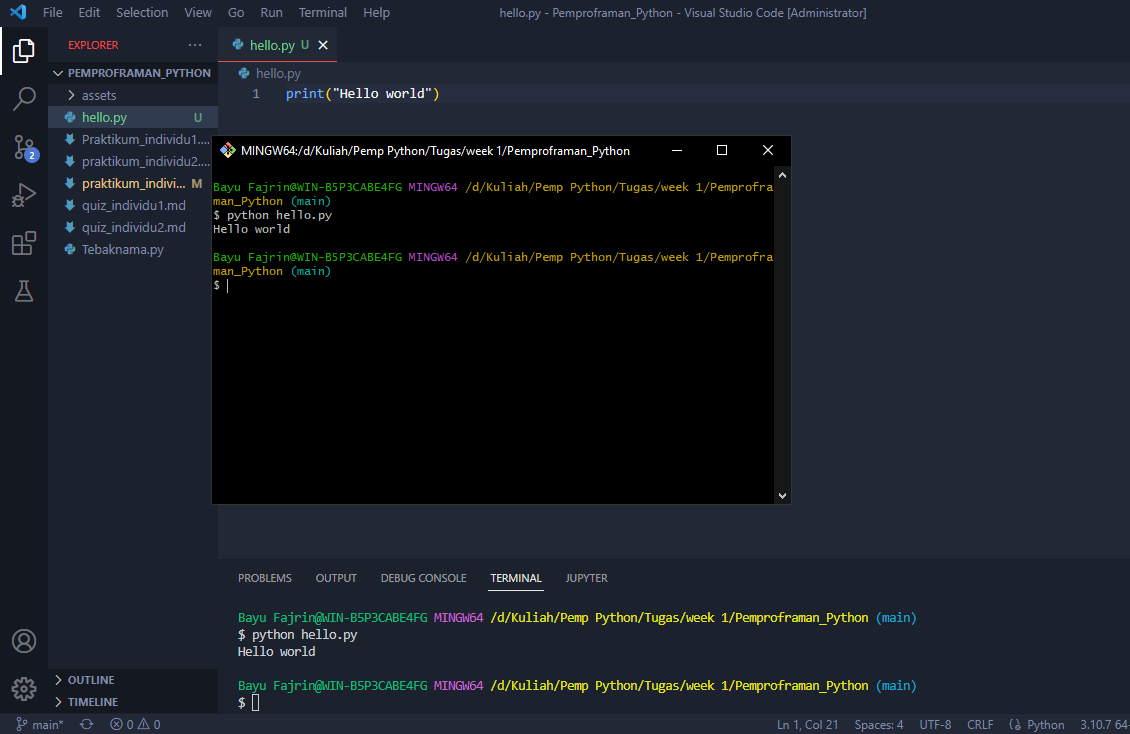 File Edit Selection View Go Run Terminal Help hello.py - Pemproframan_Python - Visual Studio Code [Administrator]
EXPLORER ...
hello.py U
PEMPROFRAMAN_PYTHON
assets
hello.py U
Praktikum_individu1....
praktikum_individu2....
praktikum_indivi... M
quiz_individu1.md
quiz_individu2.md
Tebaknama.py
2
hello.py
1 print("Hello world")
MINGW64:/d/Kuliah/Pemp Python/Tugas/week 1/Pemproframan_Python
Bayu Fajrin@WIN-B5P3CABE4FG MINGW64 /d/Kuliah/Pemp Python/Tugas/week 1/Pemprofra
man_Python (main)
$ python hello.py
Hello world
Bayu Fajrin@WIN-B5P3CABE4FG MINGW64 /d/Kuliah/Pemp Python/Tugas/week 1/Pemprofra
man_Python (main)
$
PROBLEMS OUTPUT DEBUG CONSOLE TERMINAL JUPYTER
Bayu Fajrin@WIN-B5P3CABE4FG MINGW64 /d/Kuliah/Pemp Python/Tugas/week 1/Pemproframan_Python (main)
$ python hello.py
Hello world
Bayu Fajrin@WIN-B5P3CABE4FG MINGW64 /d/Kuliah/Pemp Python/Tugas/week 1/Pemproframan_Python (main)
$
OUTLINE
TIMELINE
main* 0 0 Ln 1, Col 21 Spaces: 4 UTF-8 CRLF Python 3.10.7 64-